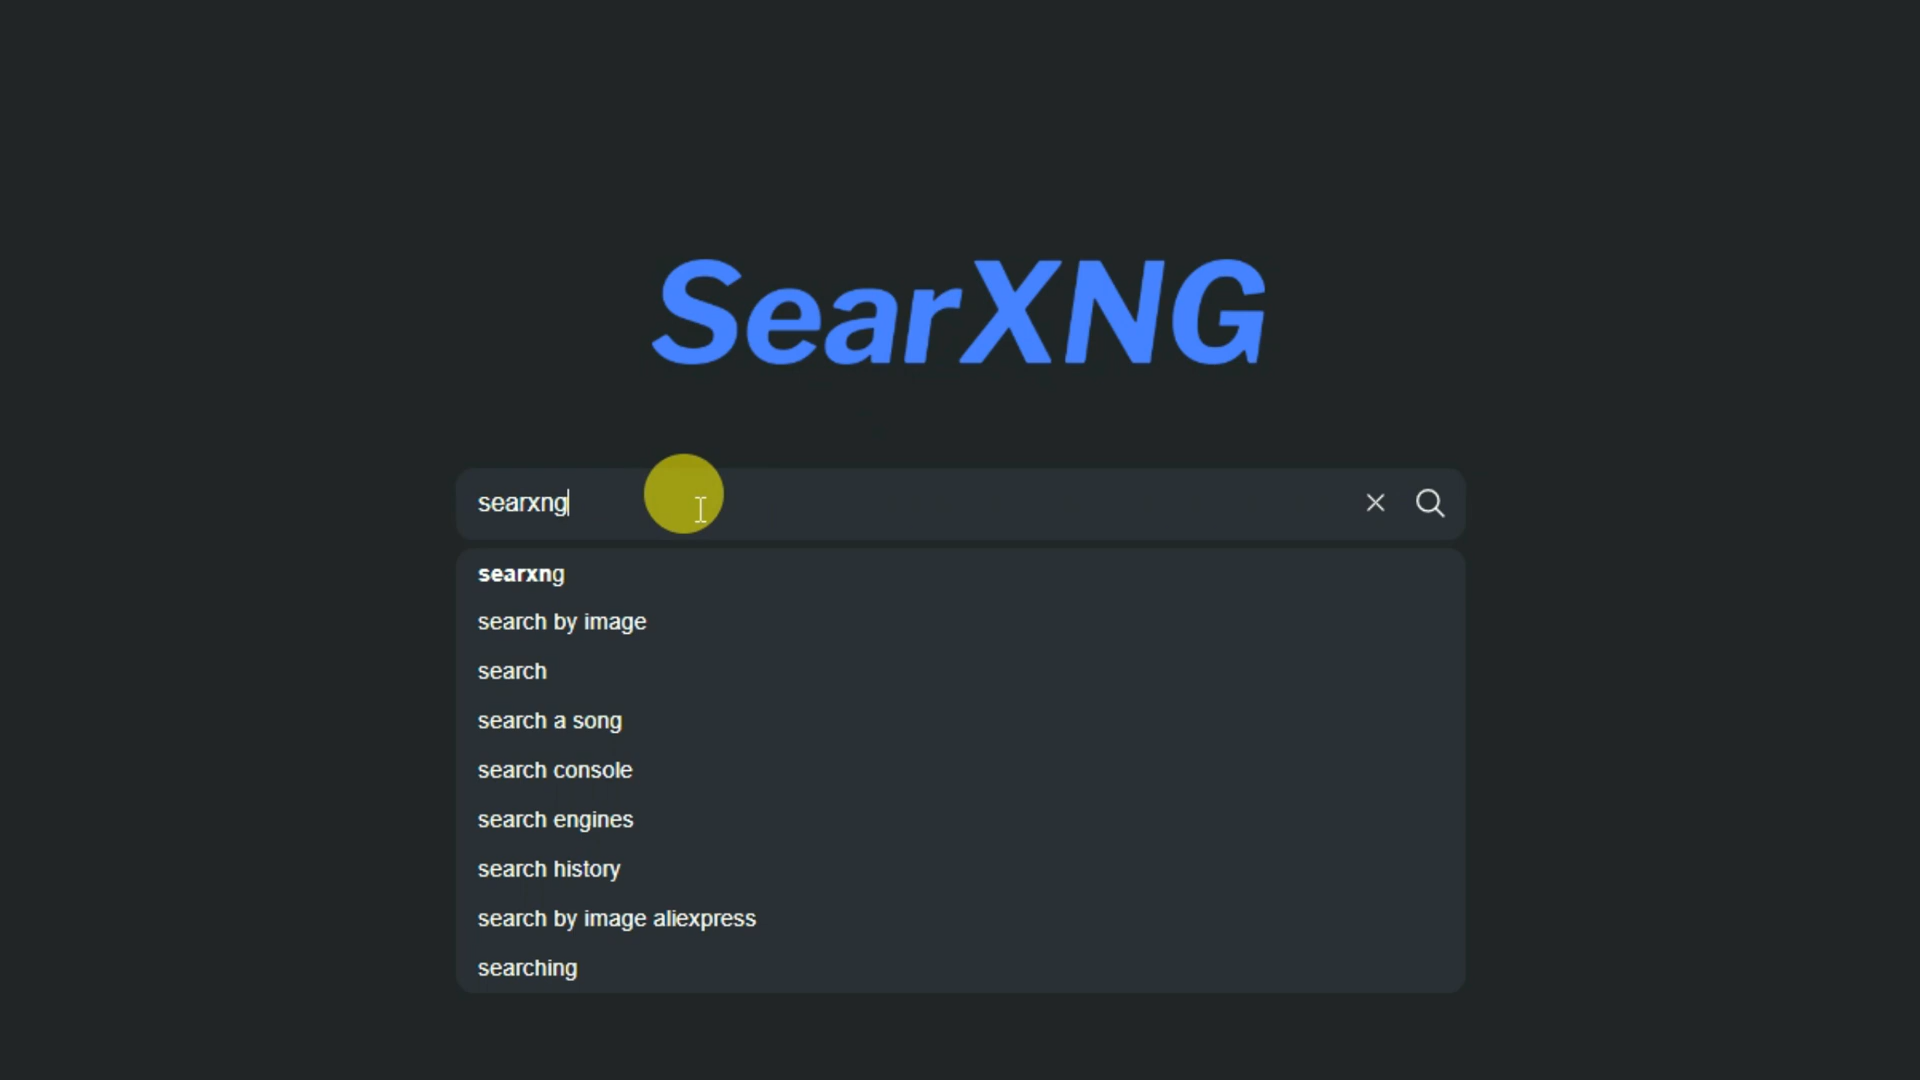 SearXNG
searxng
searxng
search by image
search
search a song
search console
search engines
search history
search by image aliexpress
searching